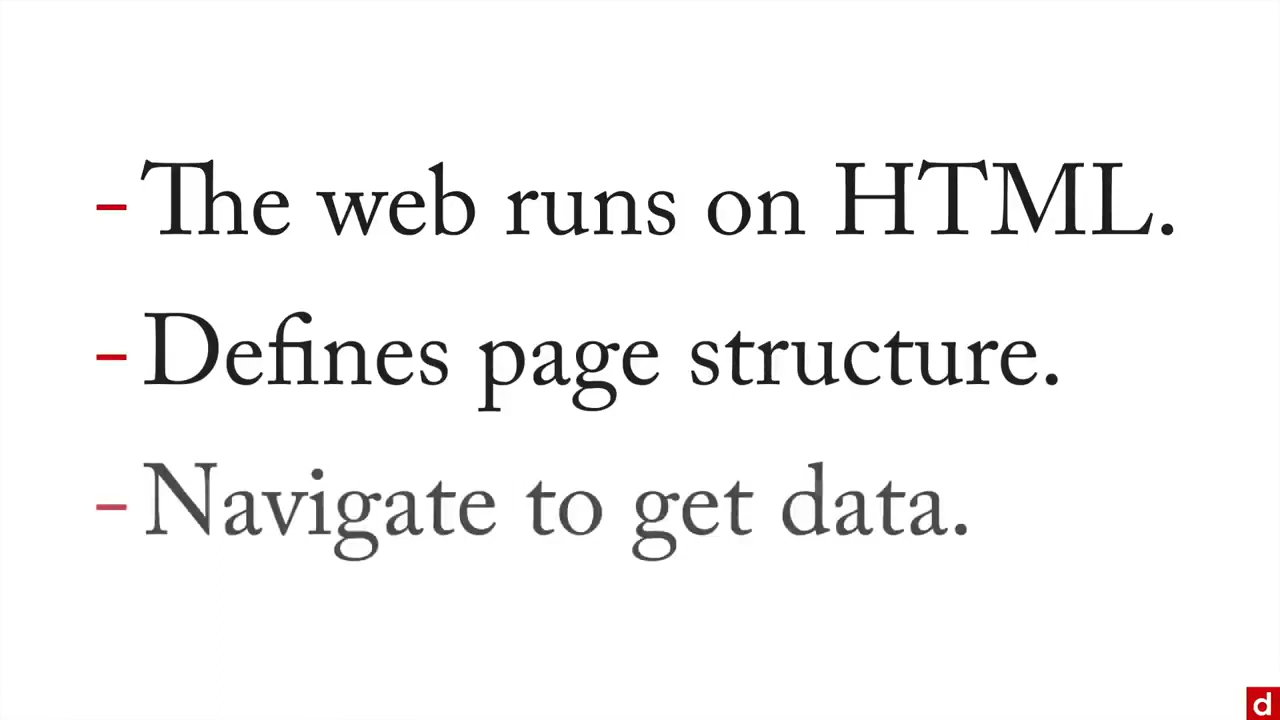 - The web runs on HTML.
- Defines page structure.
- Navigate to get data.
d